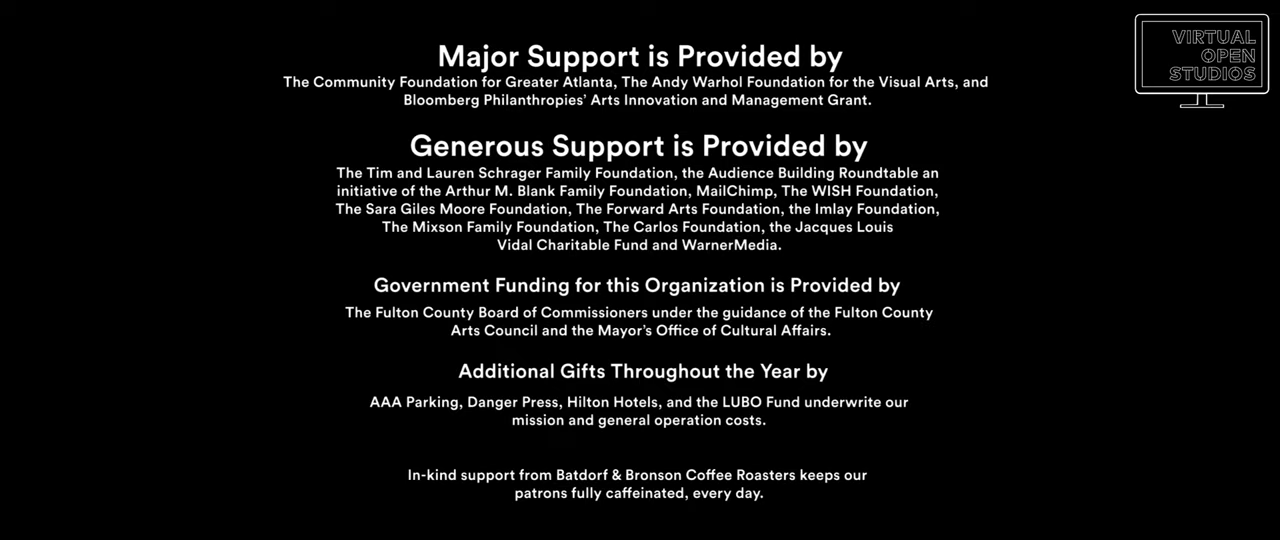 VIRTUAL
OPEN
STUDIOS
Major Support is Provided by
The Community Foundation for Greater Atlanta, The Andy Warhol Foundation for the Visual Arts, and
Bloomberg Philanthropies' Arts Innovation and Management Grant.
Generous Support is Provided by
The Tim and Lauren Schrager Family Foundation, the Audience Building Roundtable an
initiative of the Arthur M. Blank Family Foundation, MailChimp, The WISH Foundation,
The Sara Giles Moore Foundation, The Forward Arts Foundation, the Imlay Foundation,
The Mixson Family Foundation, The Carlos Foundation, the Jacques Louis
Vidal Charitable Fund and WarnerMedia.
Government Funding for this Organization is Provided by
The Fulton County Board of Commissioners under the guidance of the Fulton County
Arts Council and the Mayor's Office of Cultural Affairs.
Additional Gifts Throughout the Year by
AAA Parking, Danger Press, Hilton Hotels, and the LUBO Fund underwrite our
mission and general operation costs.
In-kind support from Batdorf & Bronson Coffee Roasters keeps our
patrons fully caffeinated, every day.